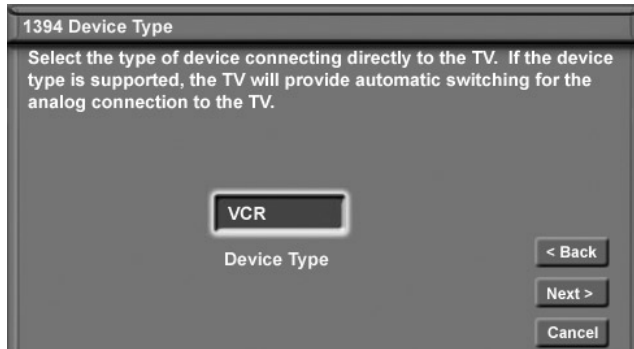 1394 Device Type
Select the type of device connecting directly to the TV. If the device
type is supported, the TV will provide automatic switching for the
analog connection to the TV.
VCR
Device Type
< Back
Next >
Cancel